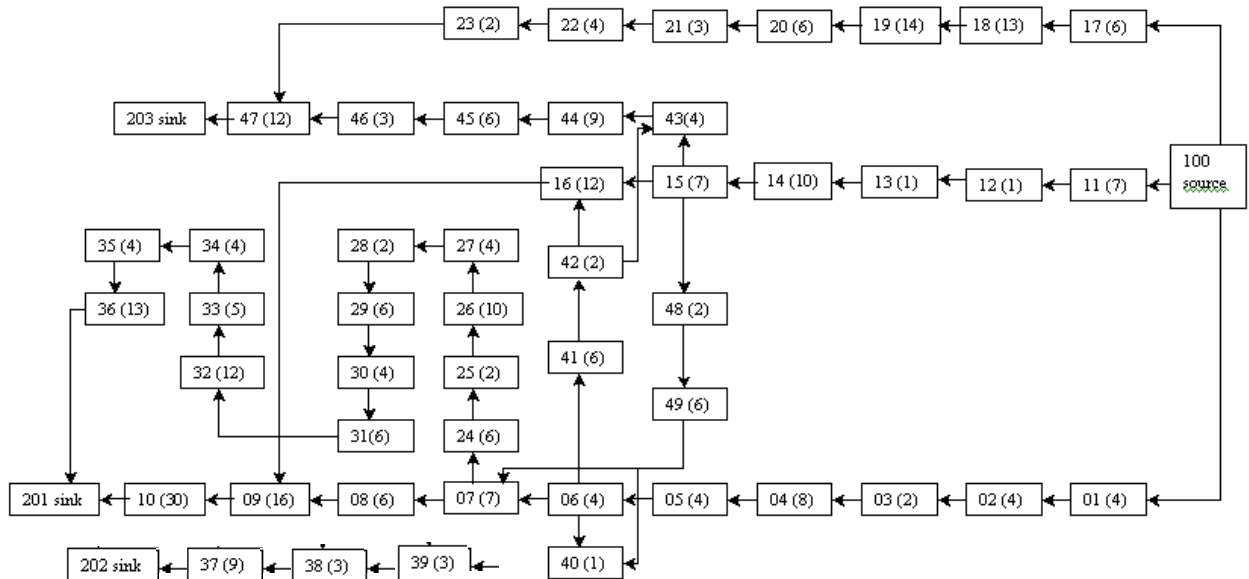 23 (2) 22 (4) 21 (3) 20 (6) 19 (14) 18 (13) 17 (6)
203 sink 47 (12) 46 (3) 45 (6) 44 (9) 43(4)
100
source
16 (12) 15 (7) 14 (10) 13 (1) 12 (1) 11 (7)
35 (4) 34 (4) 28 (2) 27 (4) 42 (2)
36 (13) 33 (5) 29 (6) 26 (10) 48 (2)
32 (12) 30 (4) 25 (2) 41 (6)
49 (6)
31(6) 24 (6)
201 sink 10 (30) 09 (16) 08 (6) 07 (7) 06 (4) 05 (4) 04 (8) 03 (2) 02 (4) 01 (4)
202 sink 37 (9) 38 (3) 39 (3) 40 (1)